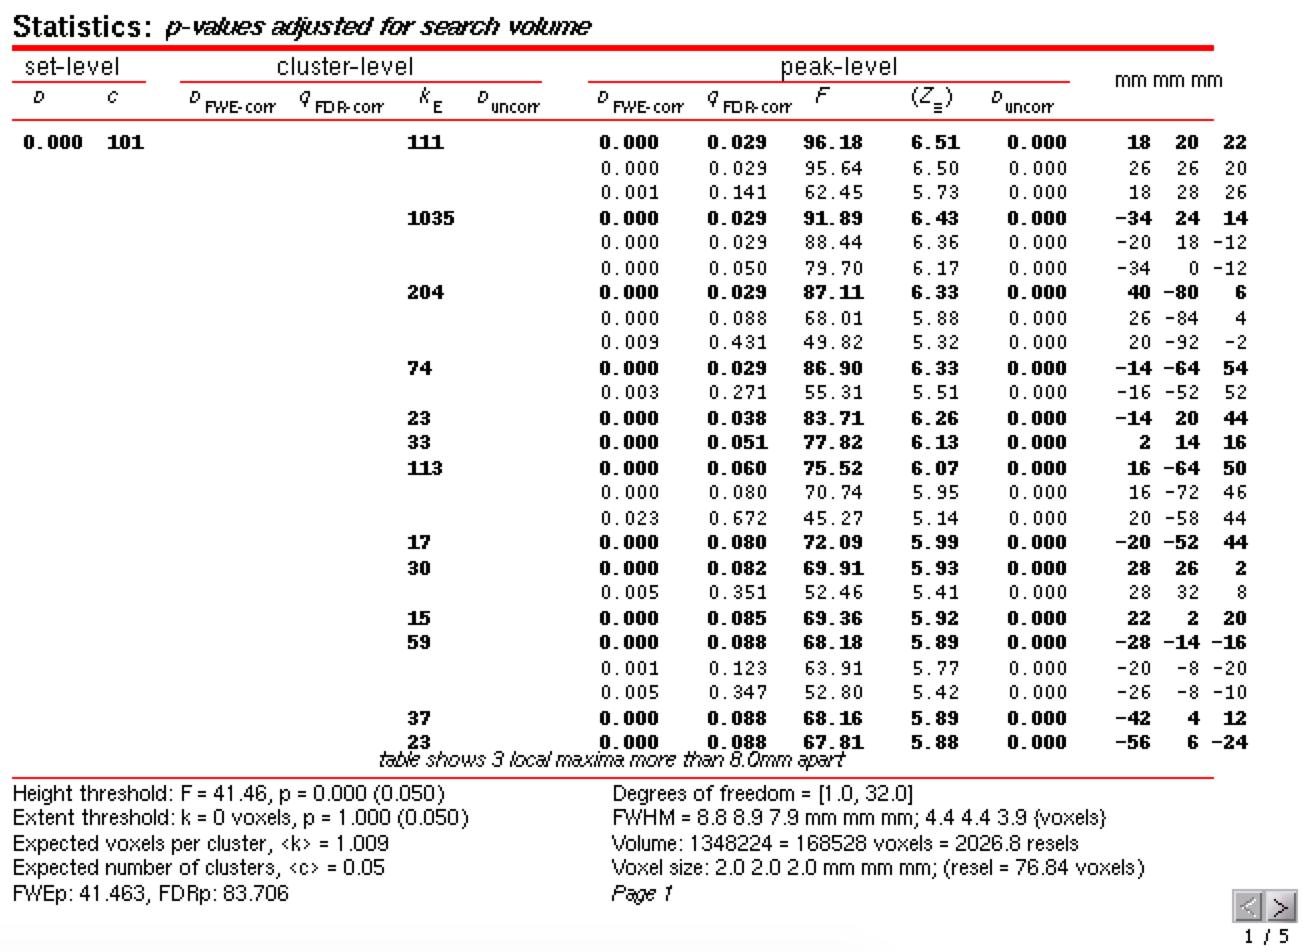 Statistics: p-values adjusted for search volume
set-level cluster-level peak-level mm mm mm
p c p FWE-corr q FDR-corr k E p uncorr p FWE-corr q FDR-corr F (Z≡) p uncorr
0.000 101 111 0.000 0.029 96.18 6.51 0.000 18 20 22
0.000 0.029 95.64 6.50 0.000 26 26 20
0.001 0.141 62.45 5.73 0.000 18 28 26
1035 0.000 0.029 91.89 6.43 0.000 -34 24 14
0.000 0.029 88.44 6.36 0.000 -20 18 -12
0.000 0.050 79.70 6.17 0.000 -34 0 -12
204 0.000 0.029 87.11 6.33 0.000 40 -80 6
0.000 0.088 68.01 5.88 0.000 26 -84 4
0.009 0.431 49.82 5.32 0.000 20 -92 -2
74 0.000 0.029 86.90 6.33 0.000 -14 -64 54
0.003 0.271 55.31 5.51 0.000 -16 -52 52
23 0.000 0.038 83.71 6.26 0.000 -14 20 44
33 0.000 0.051 77.82 6.13 0.000 2 14 16
113 0.000 0.060 75.52 6.07 0.000 16 -64 50
0.000 0.080 70.74 5.95 0.000 16 -72 46
0.023 0.672 45.27 5.14 0.000 20 -58 44
17 0.000 0.080 72.09 5.99 0.000 -20 -52 44
30 0.000 0.082 69.91 5.93 0.000 28 26 2
0.005 0.351 52.46 5.41 0.000 28 32 8
15 0.000 0.085 69.36 5.92 0.000 22 2 20
59 0.000 0.088 68.18 5.89 0.000 -28 -14 -16
0.001 0.123 63.91 5.77 0.000 -20 -8 -20
0.005 0.347 52.80 5.42 0.000 -26 -8 -10
37 0.000 0.088 68.16 5.89 0.000 -42 4 12
23 0.000 0.088 67.81 5.88 0.000 -56 6 -24
table shows 3 local maxima more than 8.0mm apart
Height threshold: F = 41.46, p = 0.000 (0.050)
Extent threshold: k = 0 voxels, p = 1.000 (0.050)
Expected voxels per cluster, <k> = 1.009
Expected number of clusters, <c> = 0.05
FWEp: 41.463, FDRp: 83.706
Degrees of freedom = [1.0, 32.0]
FWHM = 8.8 8.9 7.9 mm mm mm; 4.4 4.4 3.9 {voxels}
Volume: 1348224 = 168528 voxels = 2026.8 resels
Voxel size: 2.0 2.0 2.0 mm mm mm; (resel = 76.84 voxels)
Page 1
< >
1 / 5